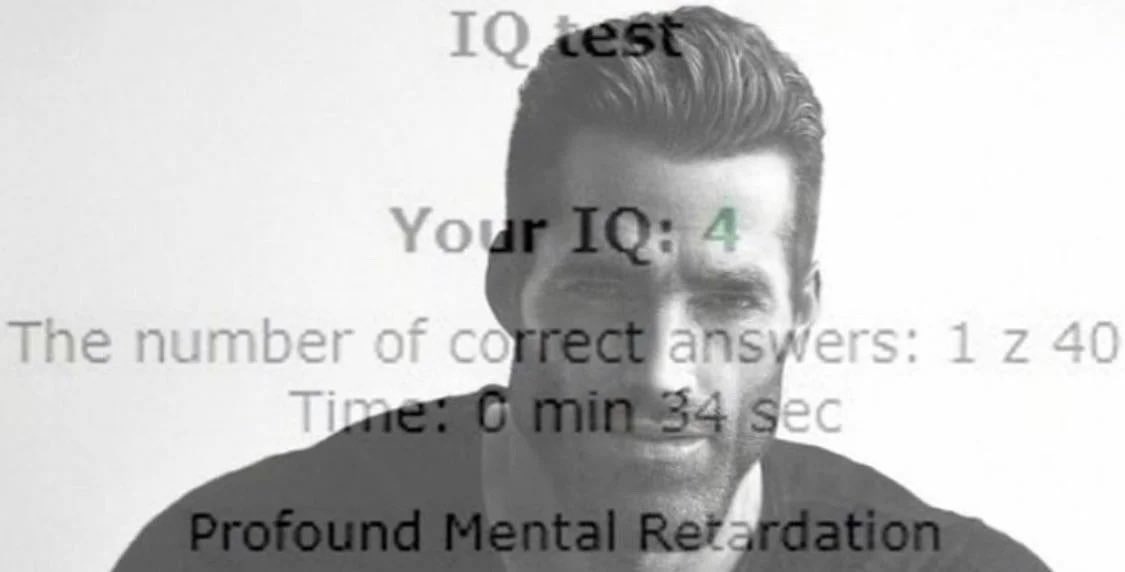 IQ test
Your IQ: 4
The number of correct answers: 1 z 40
Time: 0 min 34 sec
Profound Mental Retardation